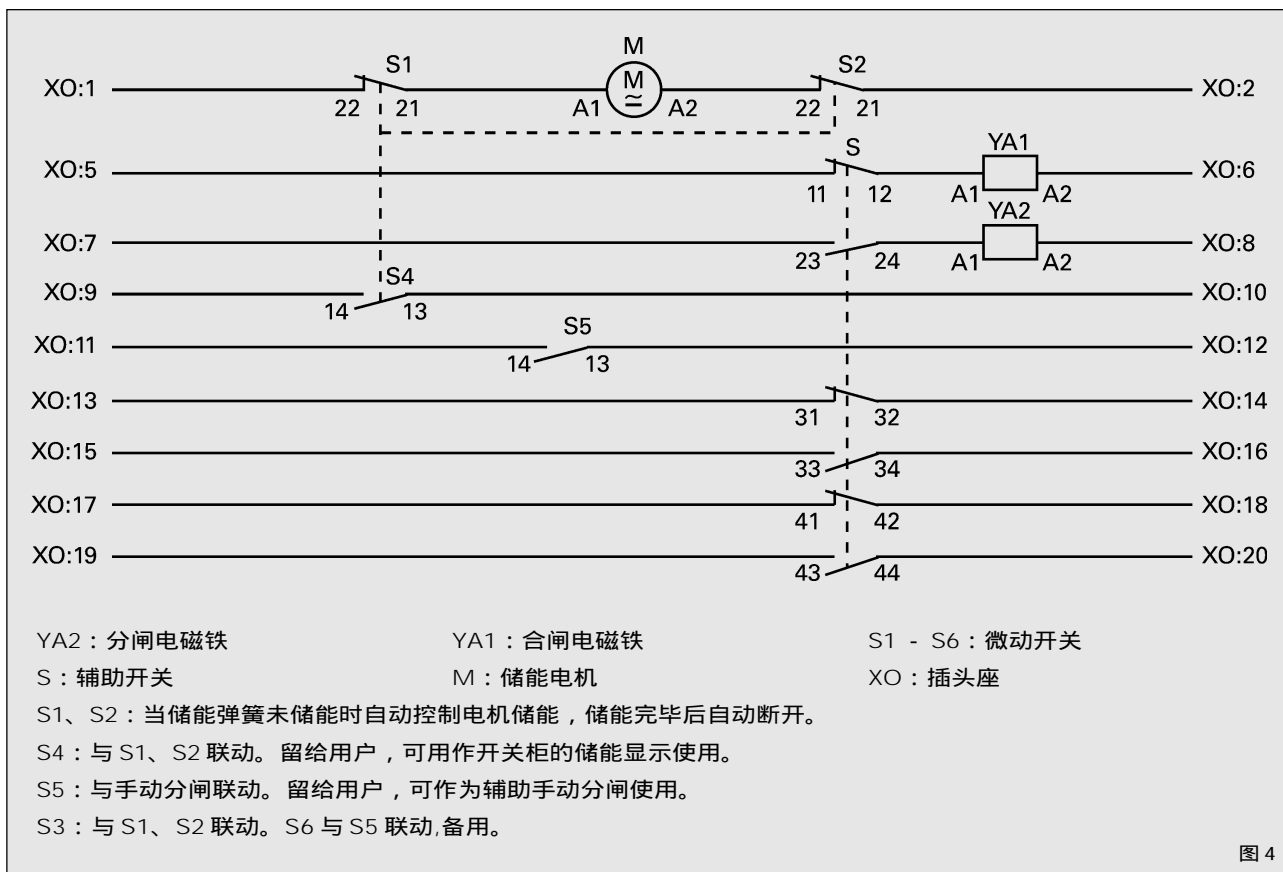 M
S1
S2
XO:1
M
≃
XO:2
22 21
A1 A2
22 21
S
YA1
XO:5
XO:6
11 12
A1 A2
YA2
XO:7
XO:8
23 24
A1 A2
XO:9
S4
XO:10
14 13
S5
XO:11
XO:12
14 13
XO:13
XO:14
31 32
XO:15
XO:16
33 34
XO:17
XO:18
41 42
XO:19
XO:20
43 44
YA2：分闸电磁铁 YA1：合闸电磁铁 S1 - S6：微动开关
S：辅助开关 M：储能电机 XO：插头座
S1、S2：当储能弹簧未储能时自动控制电机储能，储能完毕后自动断开。
S4：与 S1、S2 联动。留给用户，可用作开关柜的储能显示使用。
S5：与手动分闸联动。留给用户，可作为辅助手动分闸使用。
S3：与 S1、S2 联动。S6 与 S5 联动,备用。
图 4